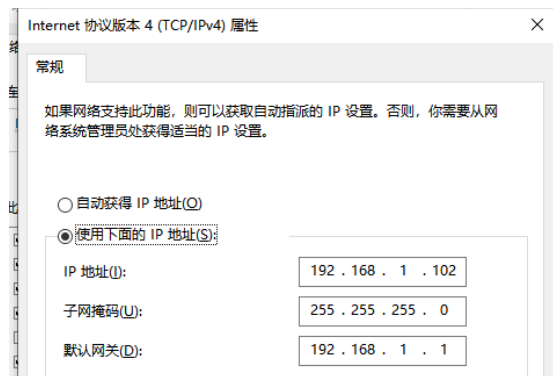 Internet 协议版本 4 (TCP/IPv4) 属性
常规
如果网络支持此功能，则可以获取自动指派的 IP 设置。否则，你需要从网
络系统管理员处获得适当的 IP 设置。
自动获得 IP 地址(O)
使用下面的 IP 地址(S):
IP 地址(I): 192 . 168 . 1 . 102
子网掩码(U): 255 . 255 . 255 . 0
默认网关(D): 192 . 168 . 1 . 1